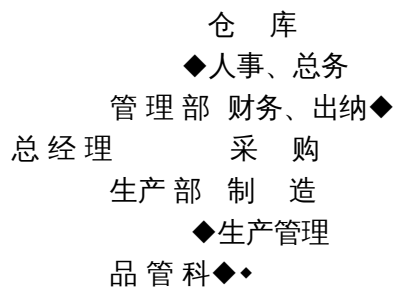 仓 库
◆人事、总务
管 理 部 财务、出纳◆
总 经 理 采 购
生产 部 制 造
◆生产管理
品 管 科◆◆